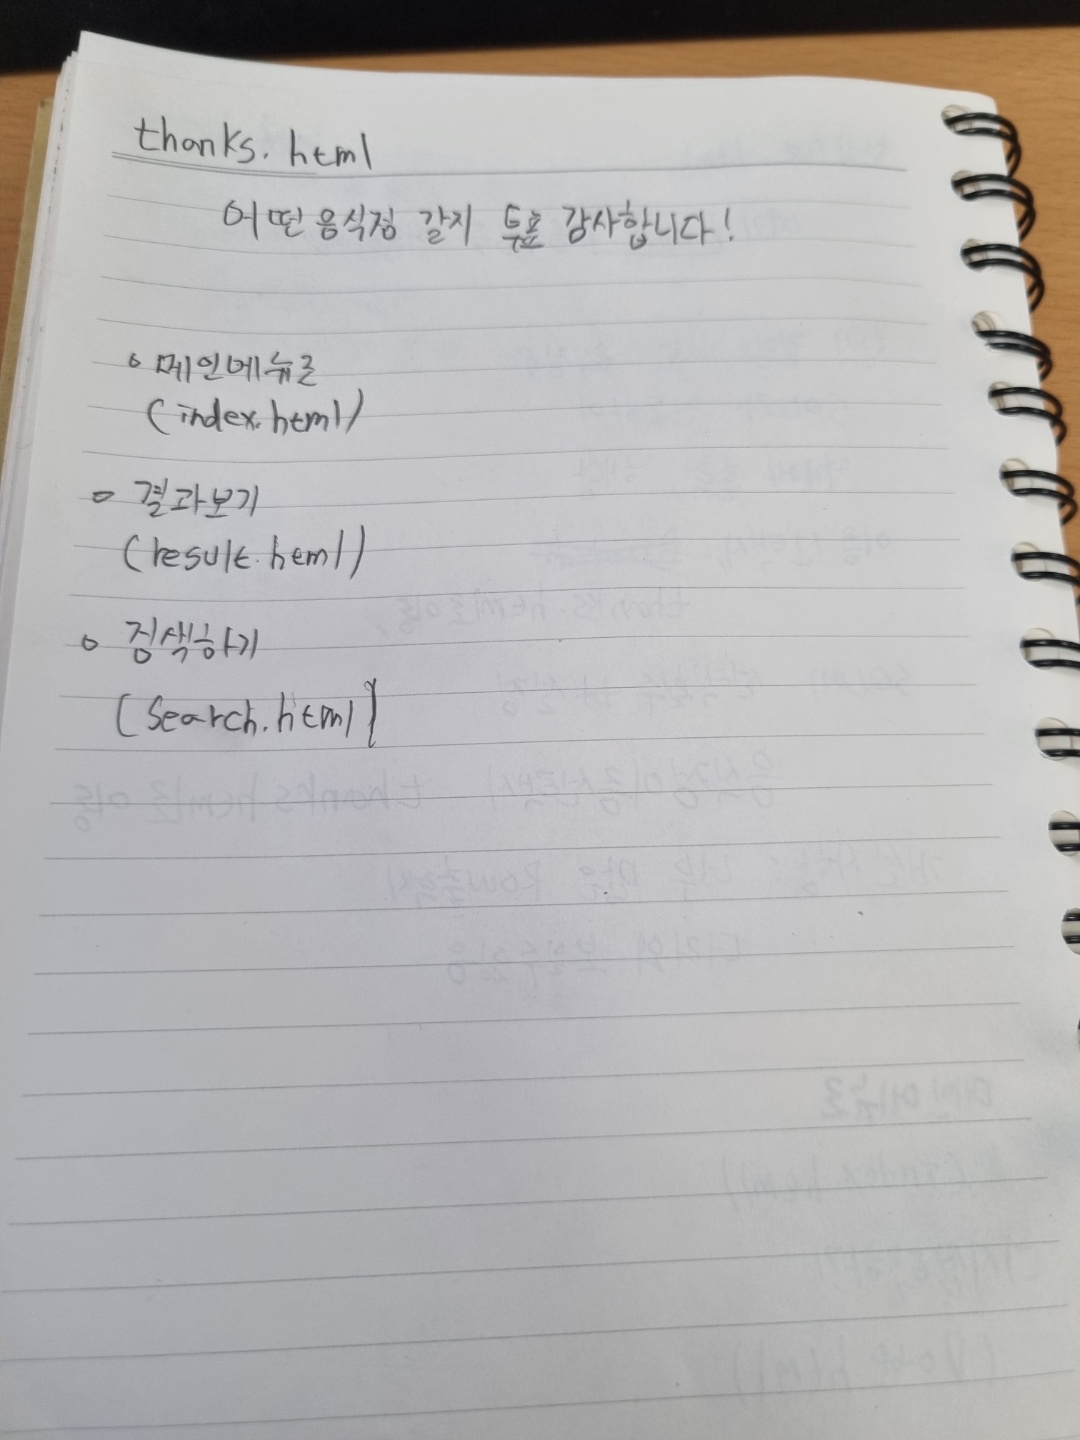 thanks.html
어떤 음식점 갈지 투표 감사합니다!
메인메뉴로
(index.html)
결과보기
(result.html)
검색하기
(search.html)